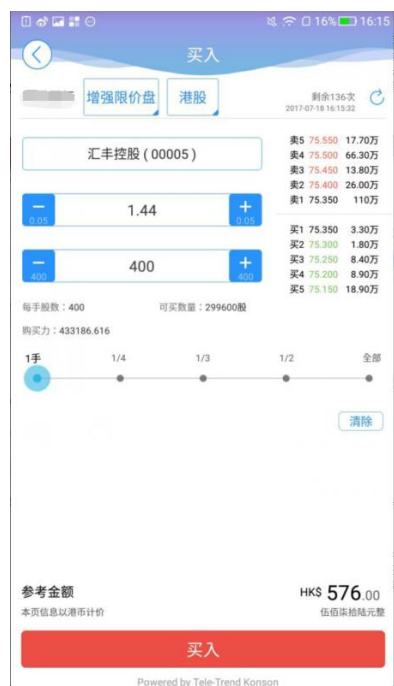 16% 16:15
买入
增强限价盘 港股
剩余136次
2017-07-18 16:15:32
汇丰控股 ( 00005 )
卖5 75.550 17.70万
卖4 75.500 66.30万
卖3 75.450 13.80万
卖2 75.400 26.00万
卖1 75.350 110万
− 1.44 +
0.05 0.05
买1 75.350 3.30万
买2 75.300 1.80万
买3 75.250 8.40万
买4 75.200 8.90万
买5 75.150 18.90万
− 400 +
400 400
每手股数：400 可买数量：299600股
购买力：433186.616
1手 1/4 1/3 1/2 全部
清除
参考金额 HK$ 576.00
本页信息以港币计价 伍佰柒拾陆元整
买入
Powered by Tele-Trend Konson